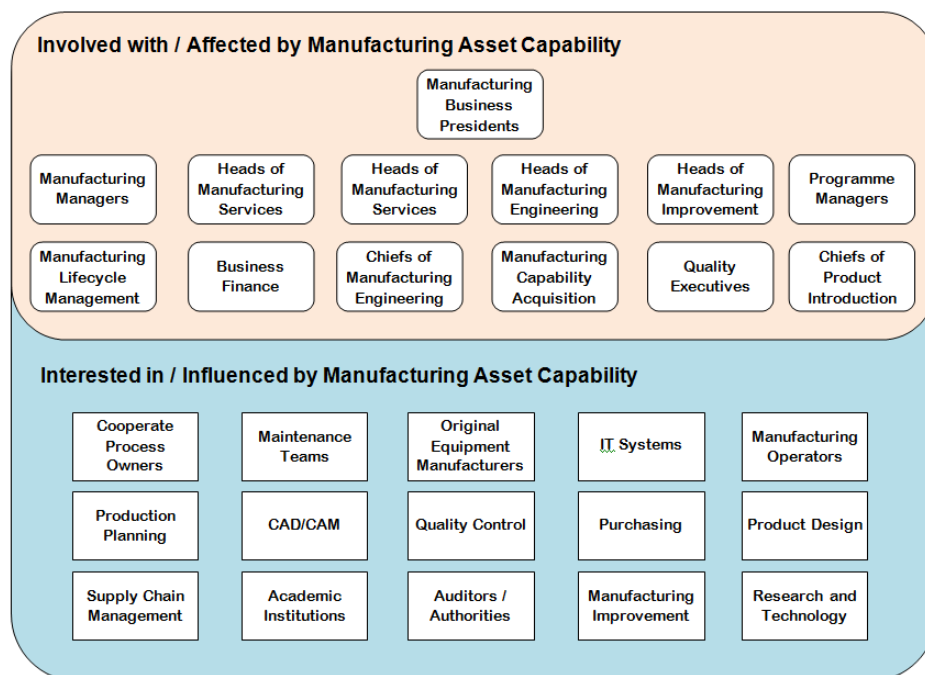 Involved with / Affected by Manufacturing Asset Capability
Manufacturing
Business
Presidents
Manufacturing
Managers
Heads of
Manufacturing
Services
Heads of
Manufacturing
Services
Heads of
Manufacturing
Engineering
Heads of
Manufacturing
Improvement
Programme
Managers
Manufacturing
Lifecycle
Management
Business
Finance
Chiefs of
Manufacturing
Engineering
Manufacturing
Capability
Acquisition
Quality
Executives
Chiefs of
Product
Introduction
Interested in / Influenced by Manufacturing Asset Capability
Cooperate
Process
Owners
Maintenance
Teams
Original
Equipment
Manufacturers
IT Systems
Manufacturing
Operators
Production
Planning
CAD/CAM
Quality Control
Purchasing
Product Design
Supply Chain
Management
Academic
Institutions
Auditors /
Authorities
Manufacturing
Improvement
Research and
Technology